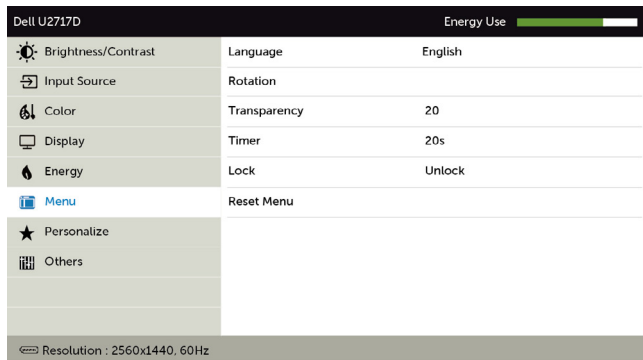 Dell U2717D Energy Use
Brightness/Contrast Language English
Input Source Rotation
Color Transparency 20
Display Timer 20s
Energy Lock Unlock
Menu Reset Menu
Personalize
Others
Resolution : 2560x1440, 60Hz